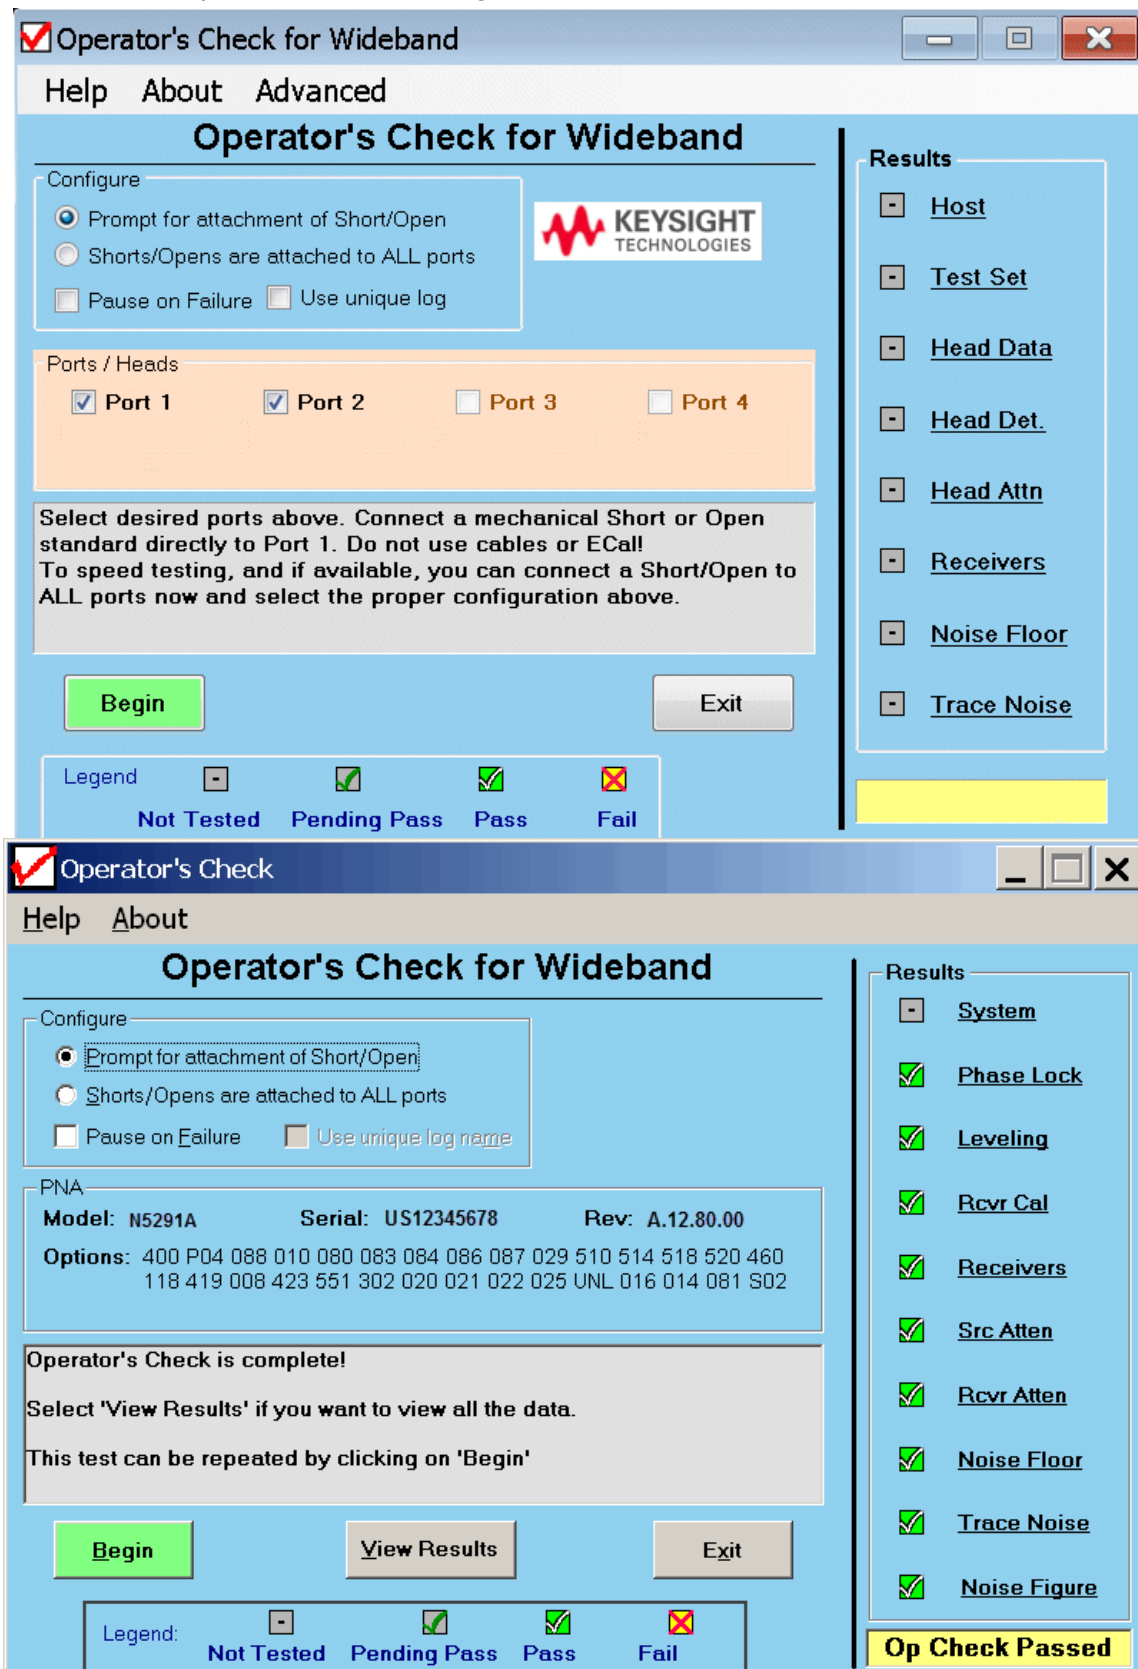 Operator's Check for Wideband
Help About Advanced
Operator's Check for Wideband
Configure
Prompt for attachment of Short/Open
Shorts/Opens are attached to ALL ports
Pause on Failure Use unique log
KEYSIGHT
TECHNOLOGIES
Ports / Heads
Port 1 Port 2 Port 3 Port 4
Select desired ports above. Connect a mechanical Short or Open
standard directly to Port 1. Do not use cables or ECal!
To speed testing, and if available, you can connect a Short/Open to
ALL ports now and select the proper configuration above.
Begin Exit
Legend
Not Tested Pending Pass Pass Fail
Results
Host
Test Set
Head Data
Head Det.
Head Attn
Receivers
Noise Floor
Trace Noise
Operator's Check
Help About
Operator's Check for Wideband
Configure
Prompt for attachment of Short/Open
Shorts/Opens are attached to ALL ports
Pause on Failure Use unique log name
PNA
Model: N5291A Serial: US12345678 Rev: A.12.80.00
Options: 400 P04 088 010 080 083 084 086 087 029 510 514 518 520 460
118 419 008 423 551 302 020 021 022 025 UNL 016 014 081 S02
Operator's Check is complete!
Select 'View Results' if you want to view all the data.
This test can be repeated by clicking on 'Begin'
Begin View Results Exit
Legend:
Not Tested Pending Pass Pass Fail
Results
System
Phase Lock
Leveling
Rcvr Cal
Receivers
Src Atten
Rcvr Atten
Noise Floor
Trace Noise
Noise Figure
Op Check Passed